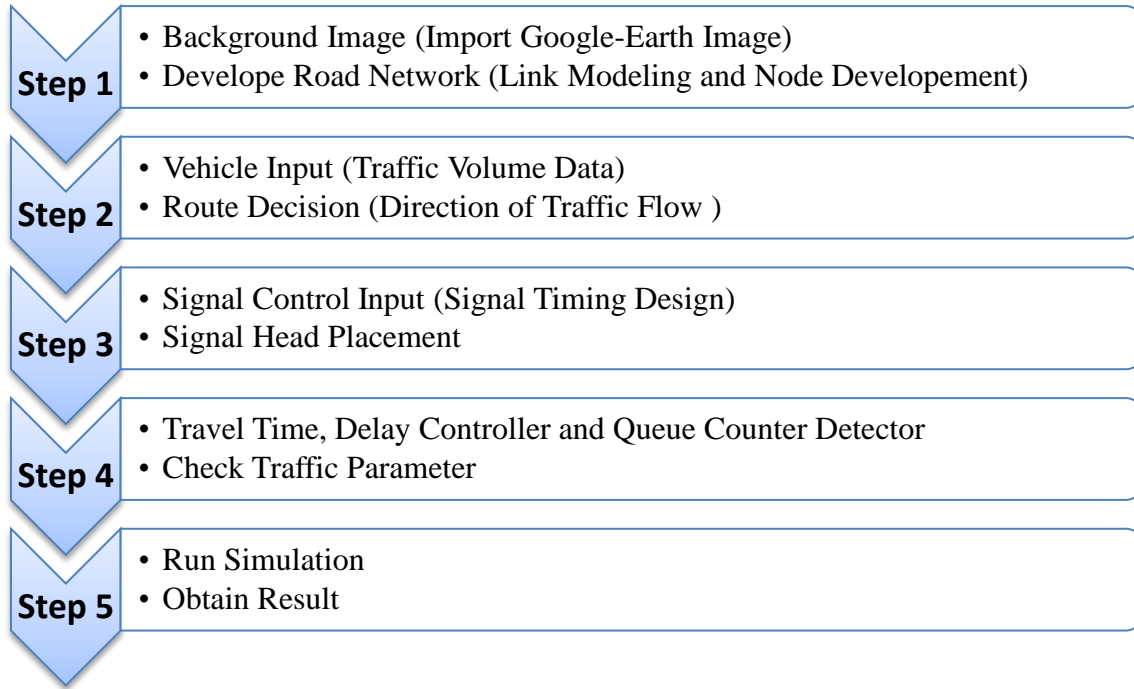 Step 1
• Background Image (Import Google-Earth Image)
• Develope Road Network (Link Modeling and Node Developement)
Step 2
• Vehicle Input (Traffic Volume Data)
• Route Decision (Direction of Traffic Flow )
Step 3
• Signal Control Input (Signal Timing Design)
• Signal Head Placement
Step 4
• Travel Time, Delay Controller and Queue Counter Detector
• Check Traffic Parameter
Step 5
• Run Simulation
• Obtain Result